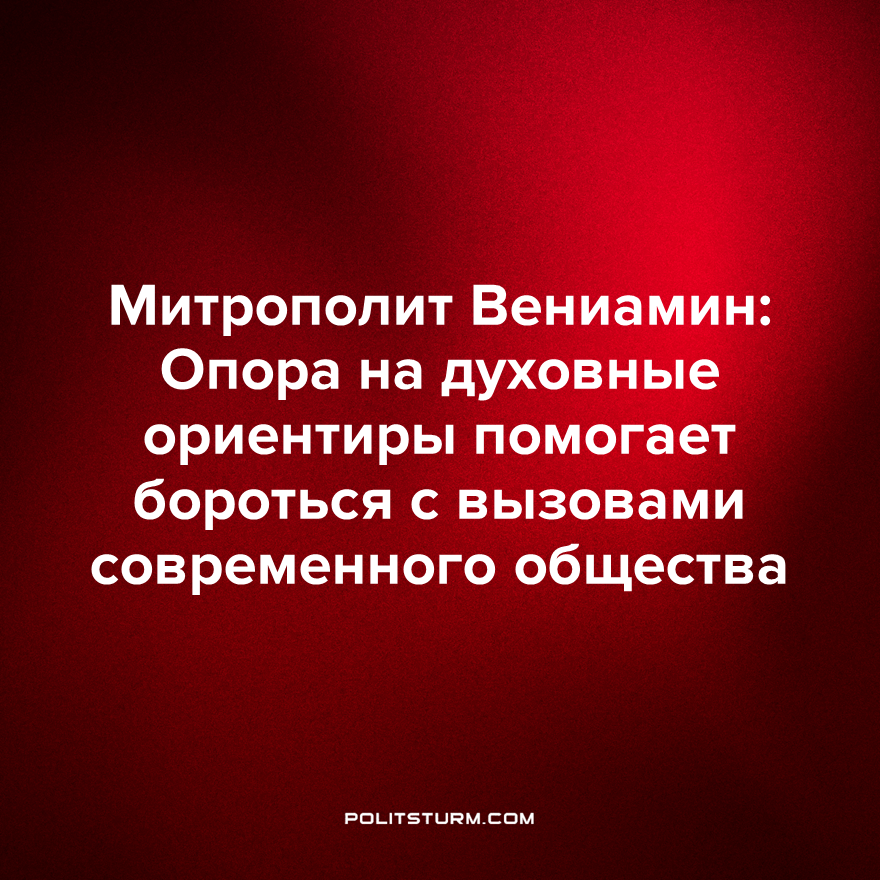 Митрополит Вениамин:
Опора на духовные
ориентиры помогает
бороться с вызовами
современного общества
POLITSTURM.COM